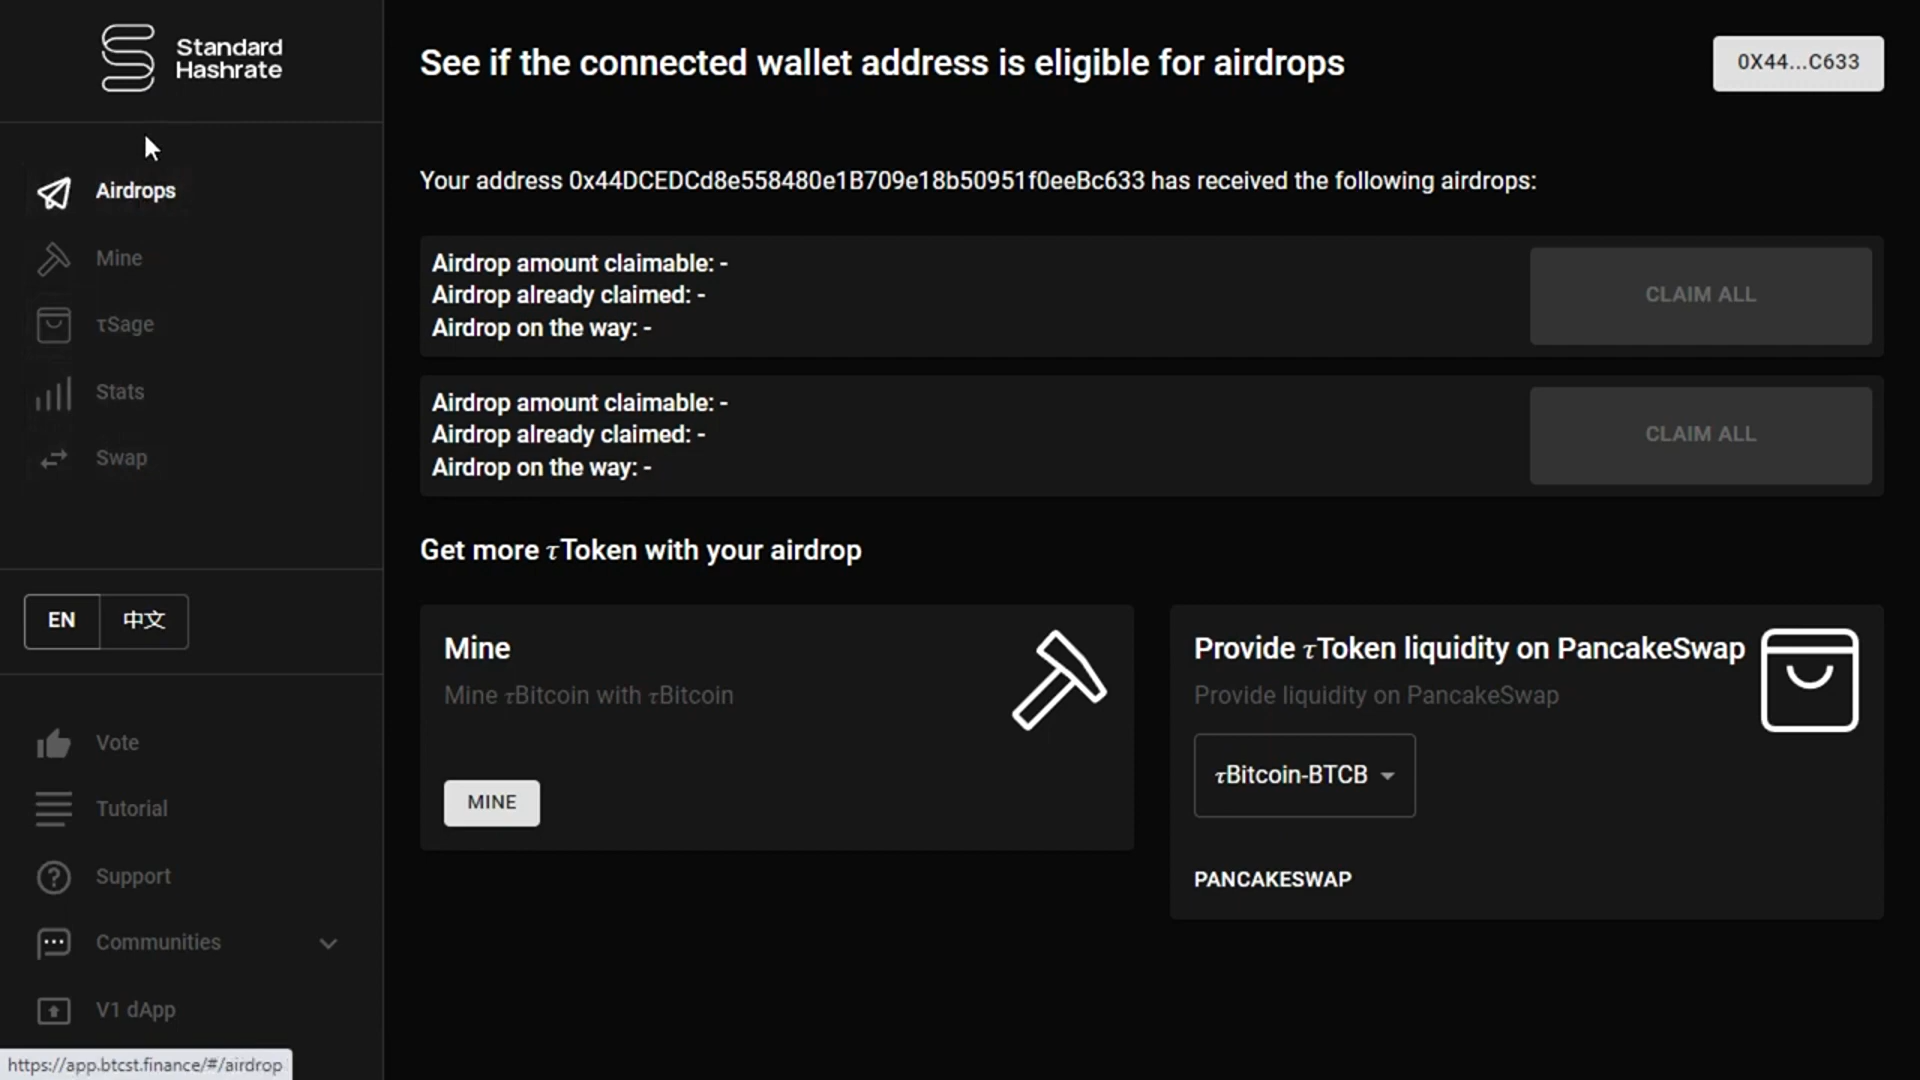 Standard
Hashrate
See if the connected wallet address is eligible for airdrops
0X44...C633
Airdrops
Mine
τSage
Stats
Swap
Your address 0x44DCEDCd8e558480e1B709e18b50951f0eeBc633 has received the following airdrops:
Airdrop amount claimable: -
Airdrop already claimed: -
Airdrop on the way: -
CLAIM ALL
Airdrop amount claimable: -
Airdrop already claimed: -
Airdrop on the way: -
CLAIM ALL
Get more τToken with your airdrop
EN
中文
Mine
Mine τBitcoin with τBitcoin
MINE
Provide τToken liquidity on PancakeSwap
Provide liquidity on PancakeSwap
τBitcoin-BTCB
PANCAKESWAP
Vote
Tutorial
Support
Communities
V1 dApp
https://app.btcst.finance/#/airdrop